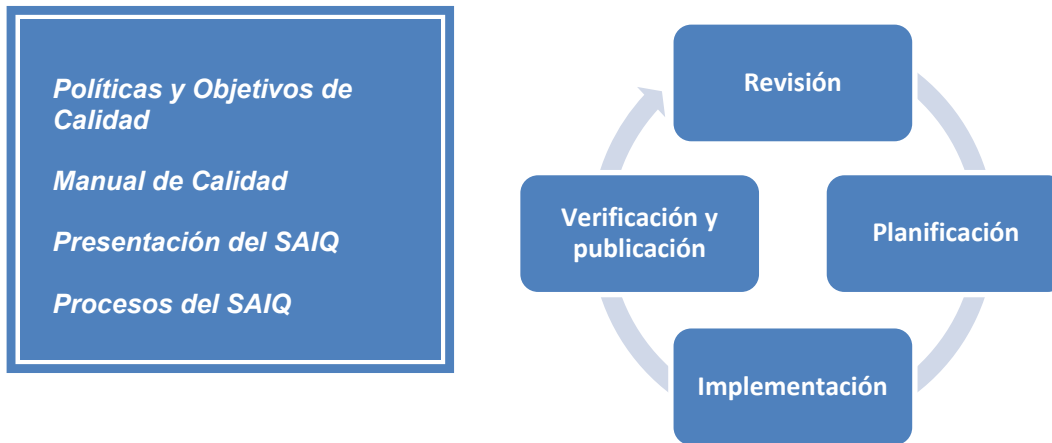 Políticas y Objetivos de
Calidad
Manual de Calidad
Presentación del SAIQ
Procesos del SAIQ
Revisión
Planificación
Implementación
Verificación y
publicación